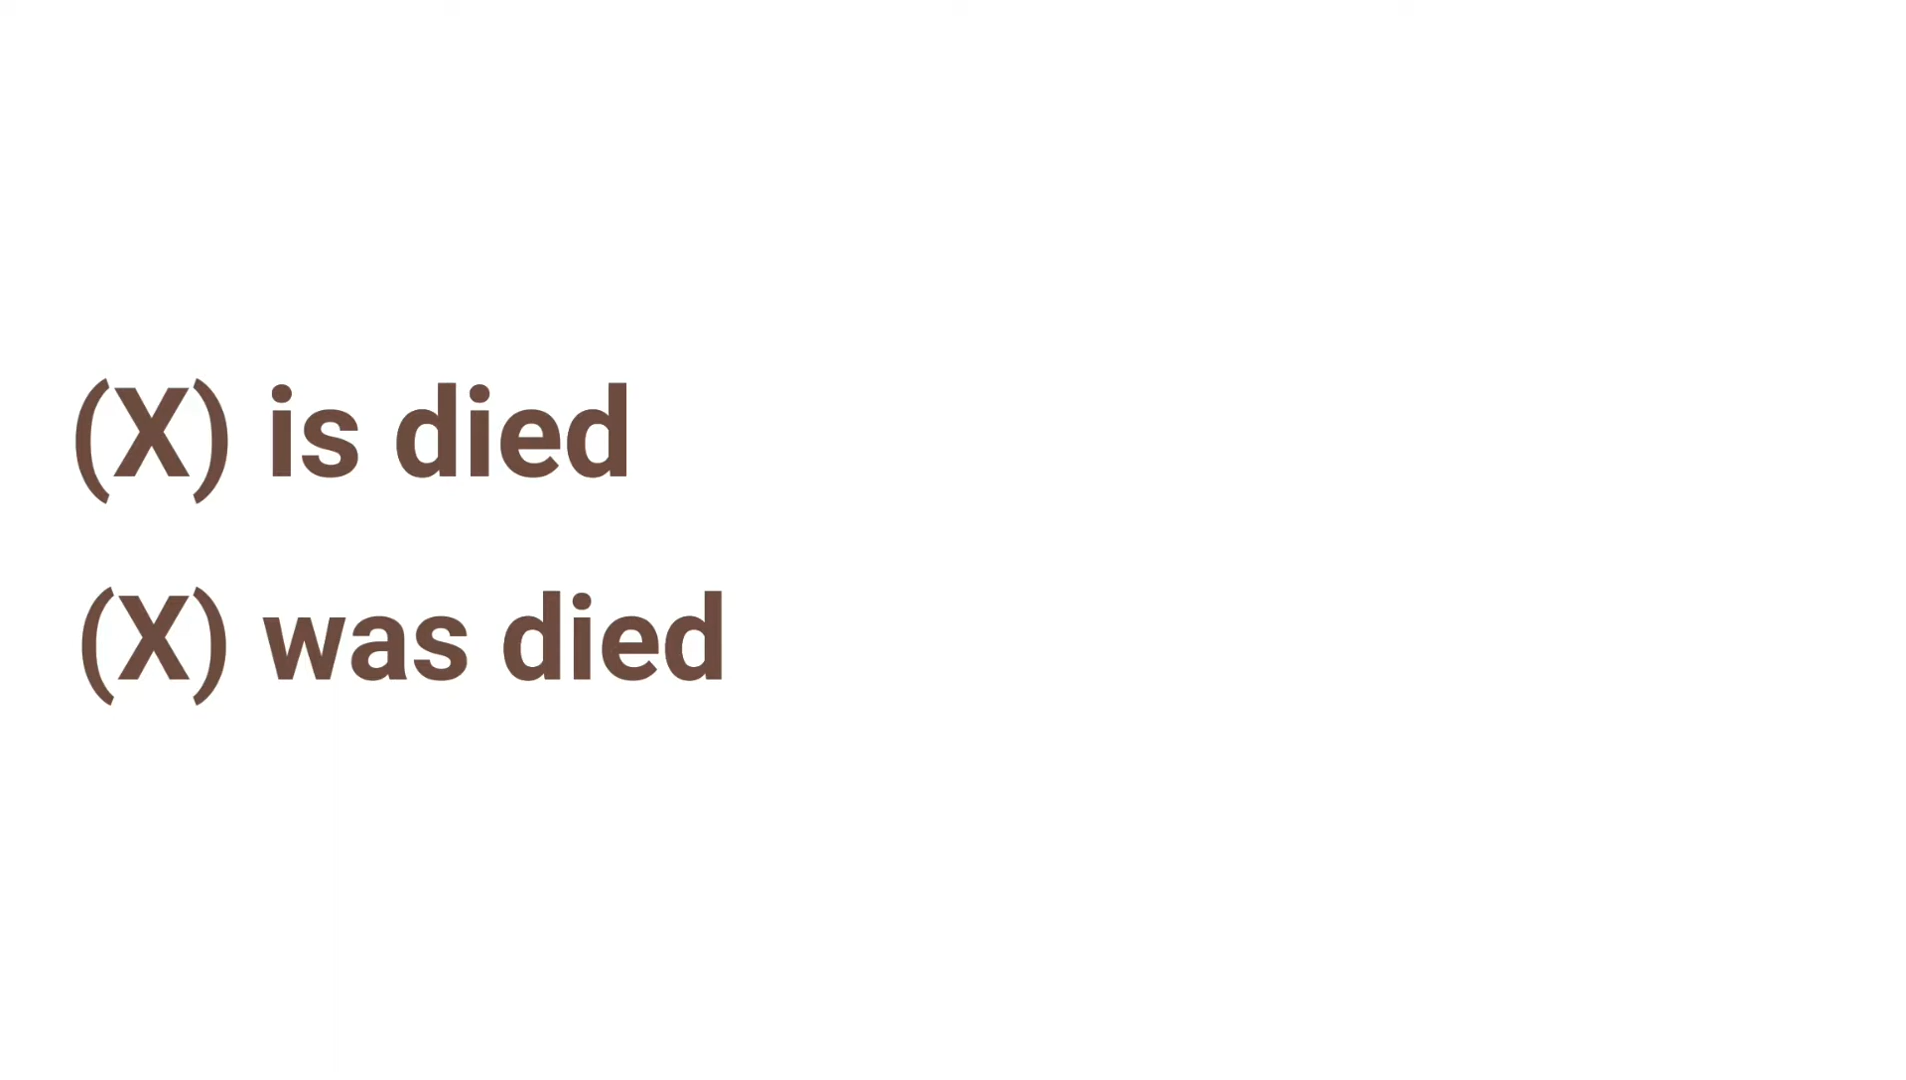 (X) is died
(X) was died